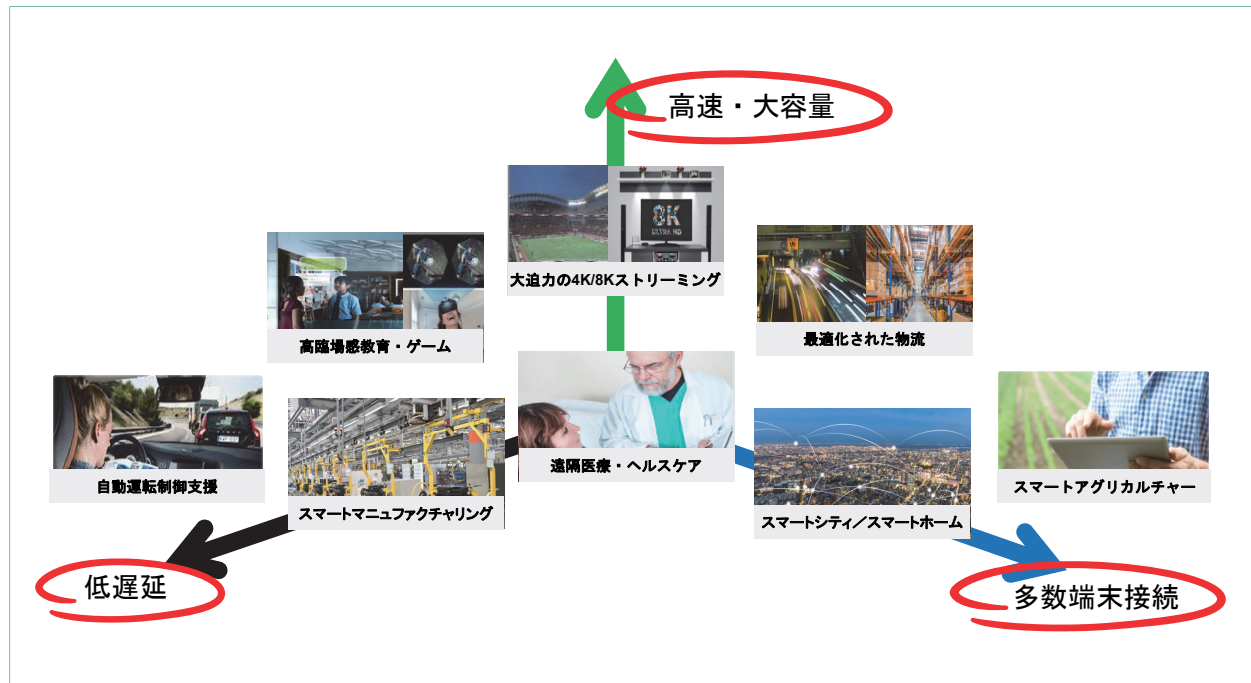 高速・大容量
8K
ULTRA HD
大迫力の4K/8Kストリーミング
高臨場感教育・ゲーム
最適化された物流
自動運転制御支援
スマートマニュファクチャリング
遠隔医療・ヘルスケア
スマートシティ／スマートホーム
スマートアグリカルチャー
低遅延
多数端末接続